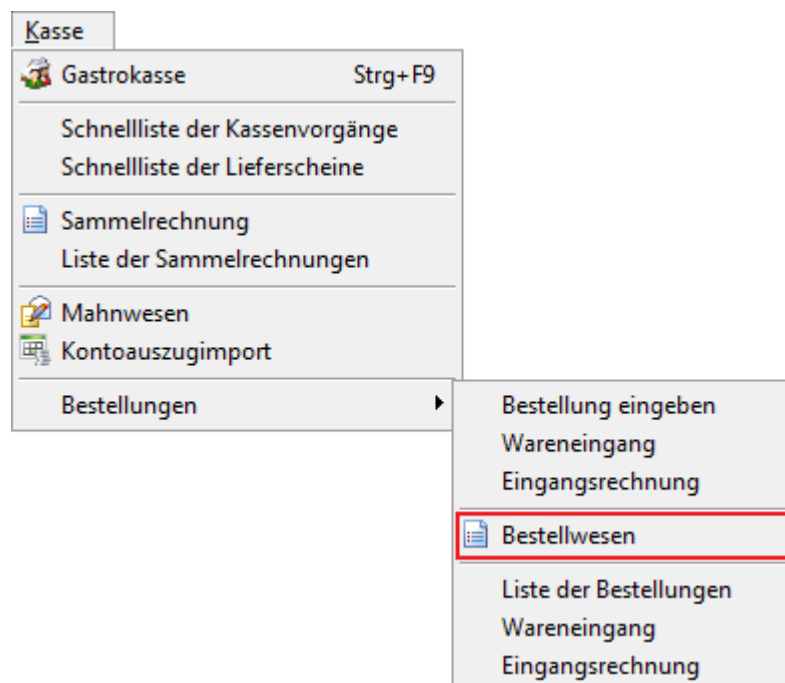 Kasse
Gastrokasse Strg+F9
Schnellliste der Kassenvorgänge
Schnellliste der Lieferscheine
Sammelrechnung
Liste der Sammelrechnungen
Mahnwesen
Kontoauszugimport
Bestellungen
Bestellung eingeben
Wareneingang
Eingangsrechnung
Bestellwesen
Liste der Bestellungen
Wareneingang
Eingangsrechnung